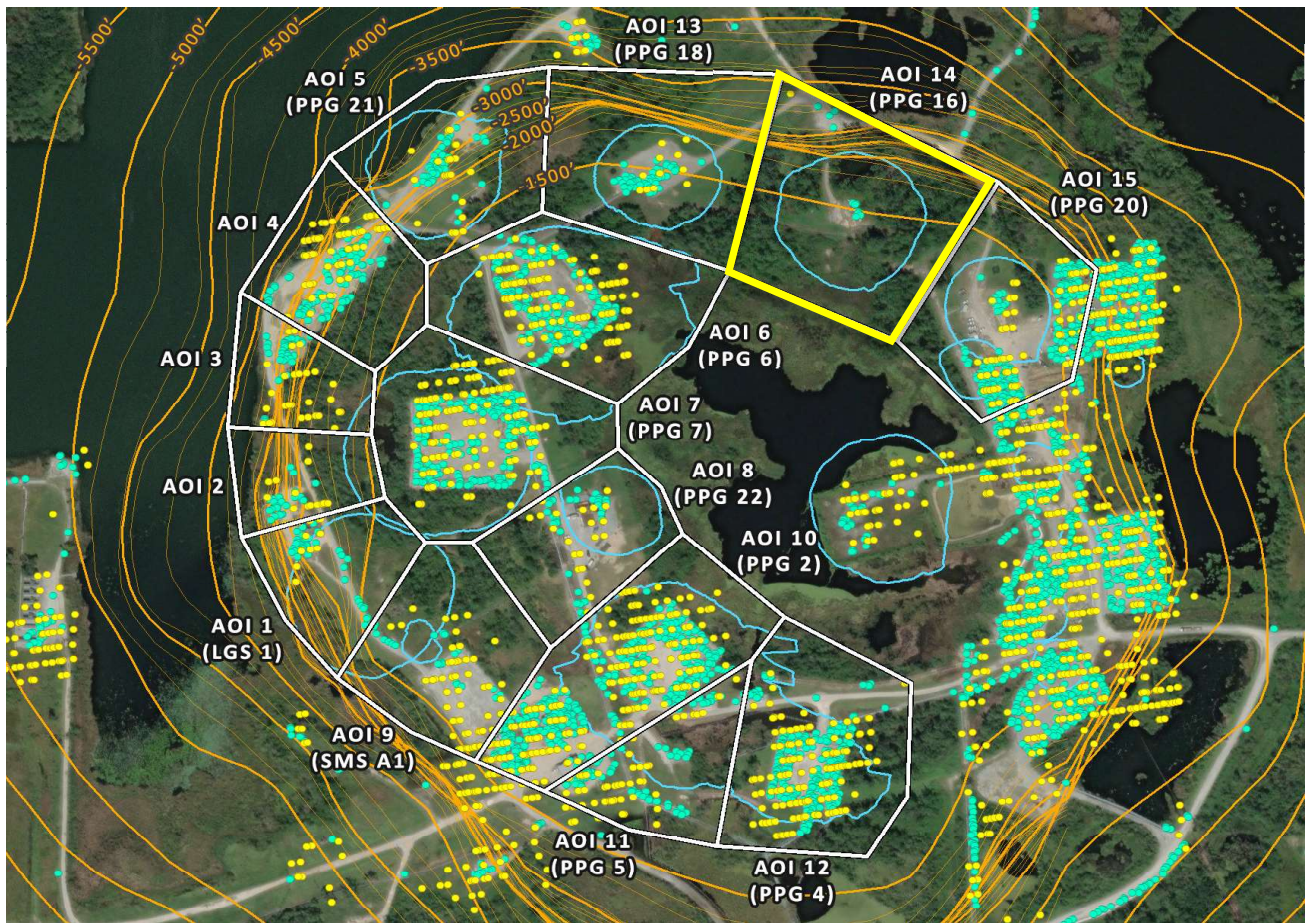 -5500'
-5000'
-4500'
-4000'
-3500'
-3000'
-2500'
-2000'
-1500'
AOI 13
(PPG 18)
AOI 5
(PPG 21)
AOI 14
(PPG 16)
AOI 15
(PPG 20)
AOI 4
AOI 3
AOI 6
(PPG 6)
AOI 7
(PPG 7)
AOI 8
(PPG 22)
AOI 2
AOI 10
(PPG 2)
AOI 1
(LGS 1)
AOI 9
(SMS A1)
AOI 11
(PPG 5)
AOI 12
(PPG 4)